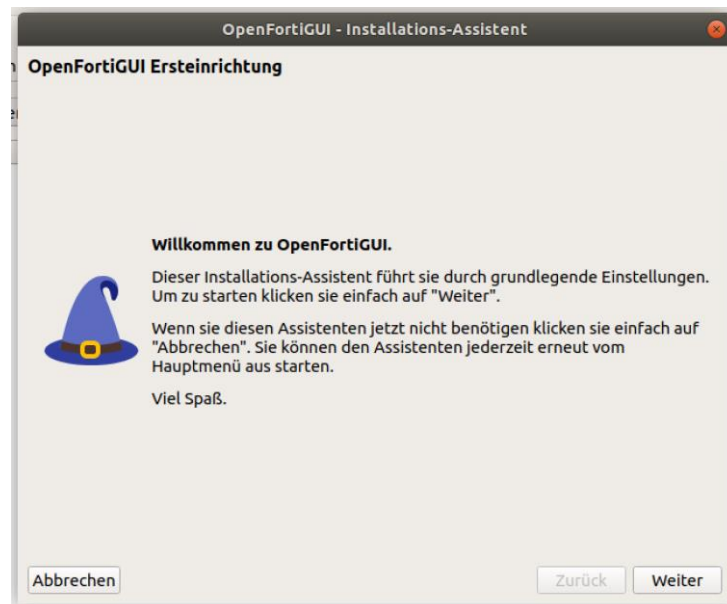 OpenFortiGUI - Installations-Assistent
OpenFortiGUI Ersteinrichtung
Willkommen zu OpenFortiGUI.
Dieser Installations-Assistent führt sie durch grundlegende Einstellungen.
Um zu starten klicken sie einfach auf "Weiter".
Wenn sie diesen Assistenten jetzt nicht benötigen klicken sie einfach auf
"Abbrechen". Sie können den Assistenten jederzeit erneut vom
Hauptmenü aus starten.
Viel Spaß.
Abbrechen
Zurück
Weiter